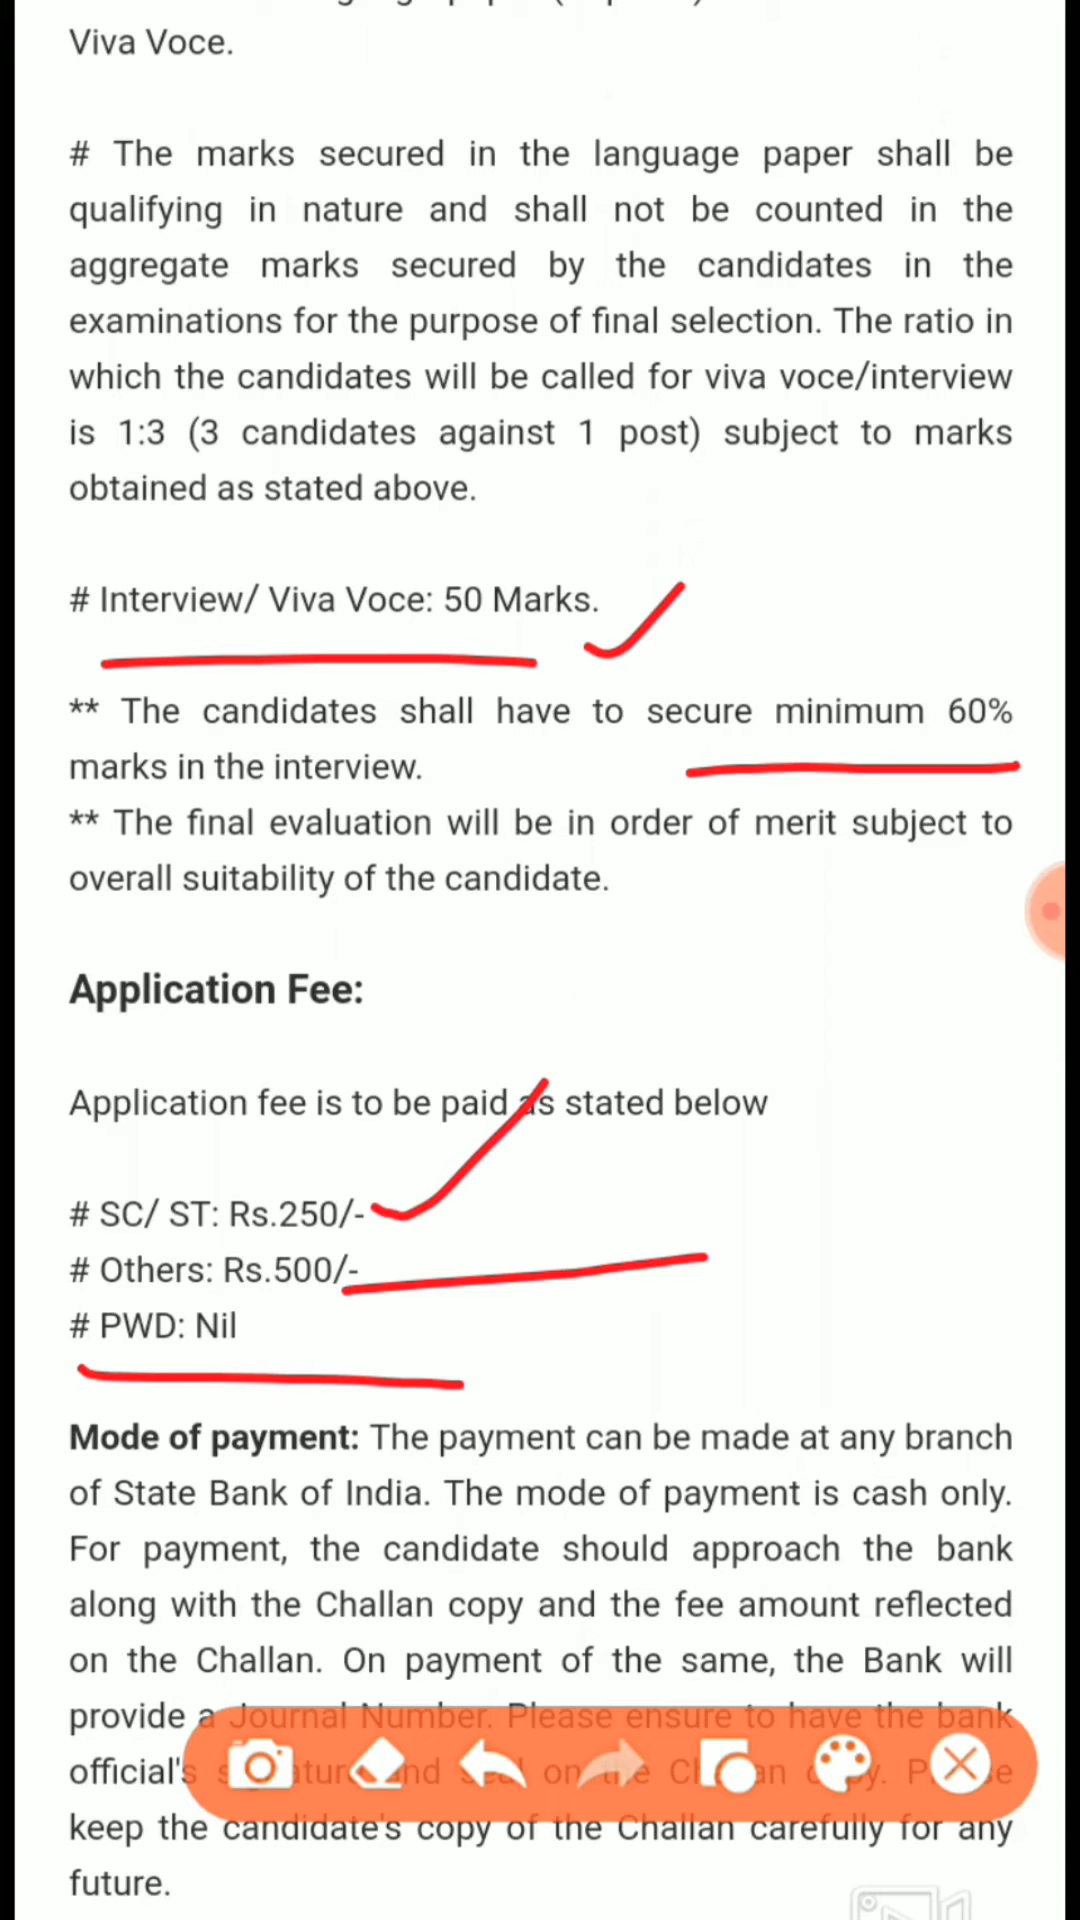 Viva Voce.
# The marks secured in the language paper shall be
qualifying in nature and shall not be counted in the
aggregate marks secured by the candidates in the
examinations for the purpose of final selection. The ratio in
which the candidates will be called for viva voce/interview
is 1:3 (3 candidates against 1 post) subject to marks
obtained as stated above.
# Interview/ Viva Voce: 50 Marks.
** The candidates shall have to secure minimum 60%
marks in the interview.
** The final evaluation will be in order of merit subject to
overall suitability of the candidate.
Application Fee:
Application fee is to be paid as stated below
# SC/ ST: Rs.250/-
# Others: Rs.500/-
# PWD: Nil
Mode of payment: The payment can be made at any branch
of State Bank of India. The mode of payment is cash only.
For payment, the candidate should approach the bank
along with the Challan copy and the fee amount reflected
on the Challan. On payment of the same, the Bank will
provide a Journal Number. Please ensure to have the bank
official's and on the
keep the candidate's copy of the Challan carefully for any
future.